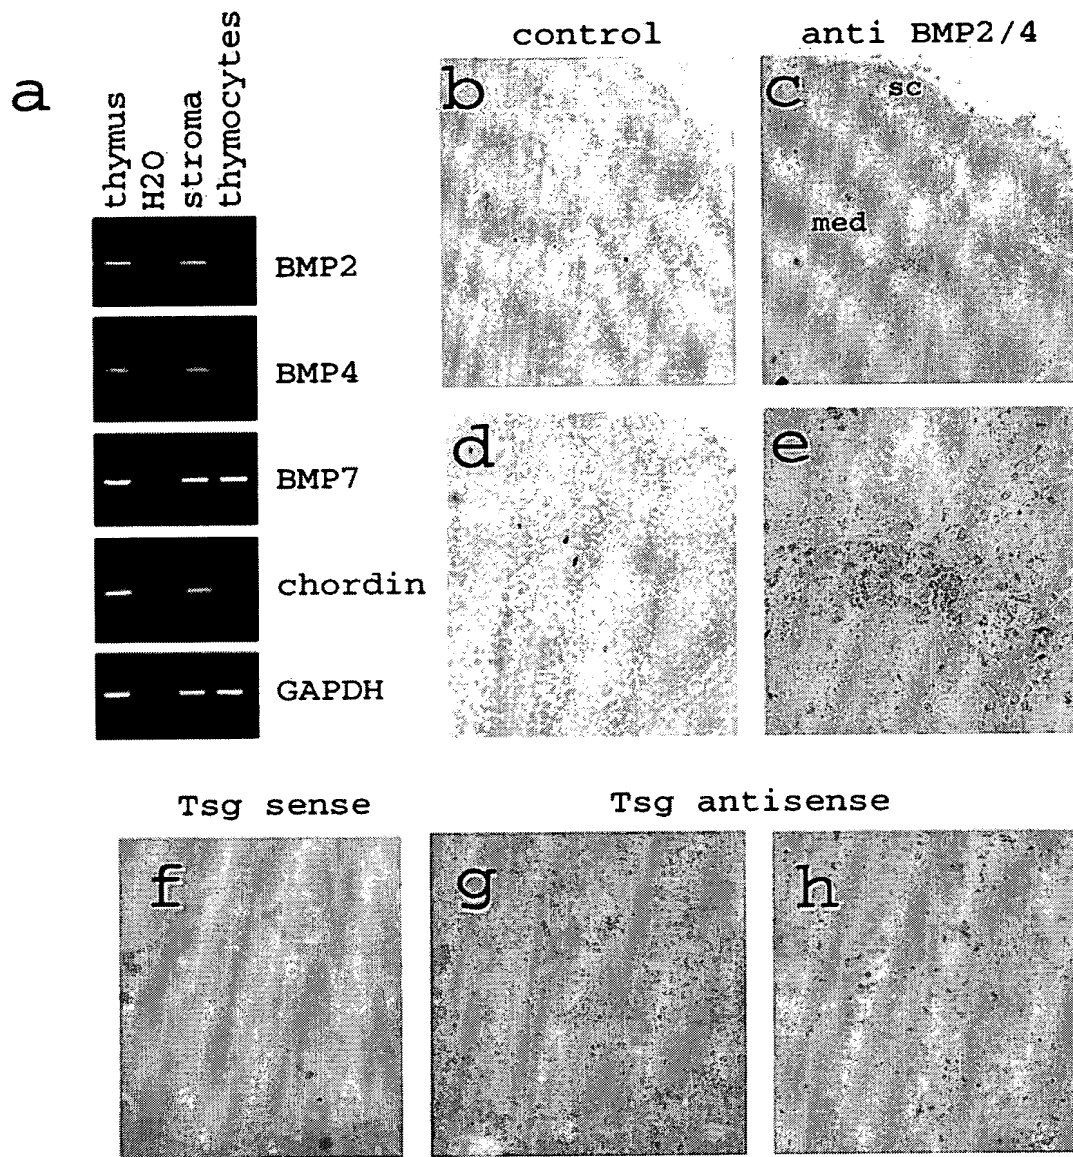 control
anti BMP2/4
a
b
c
sc
med
thymus
H2O
stroma
thymocytes
BMP2
BMP4
BMP7
chordin
GAPDH
d
e
Tsg sense
Tsg antisense
f
g
h